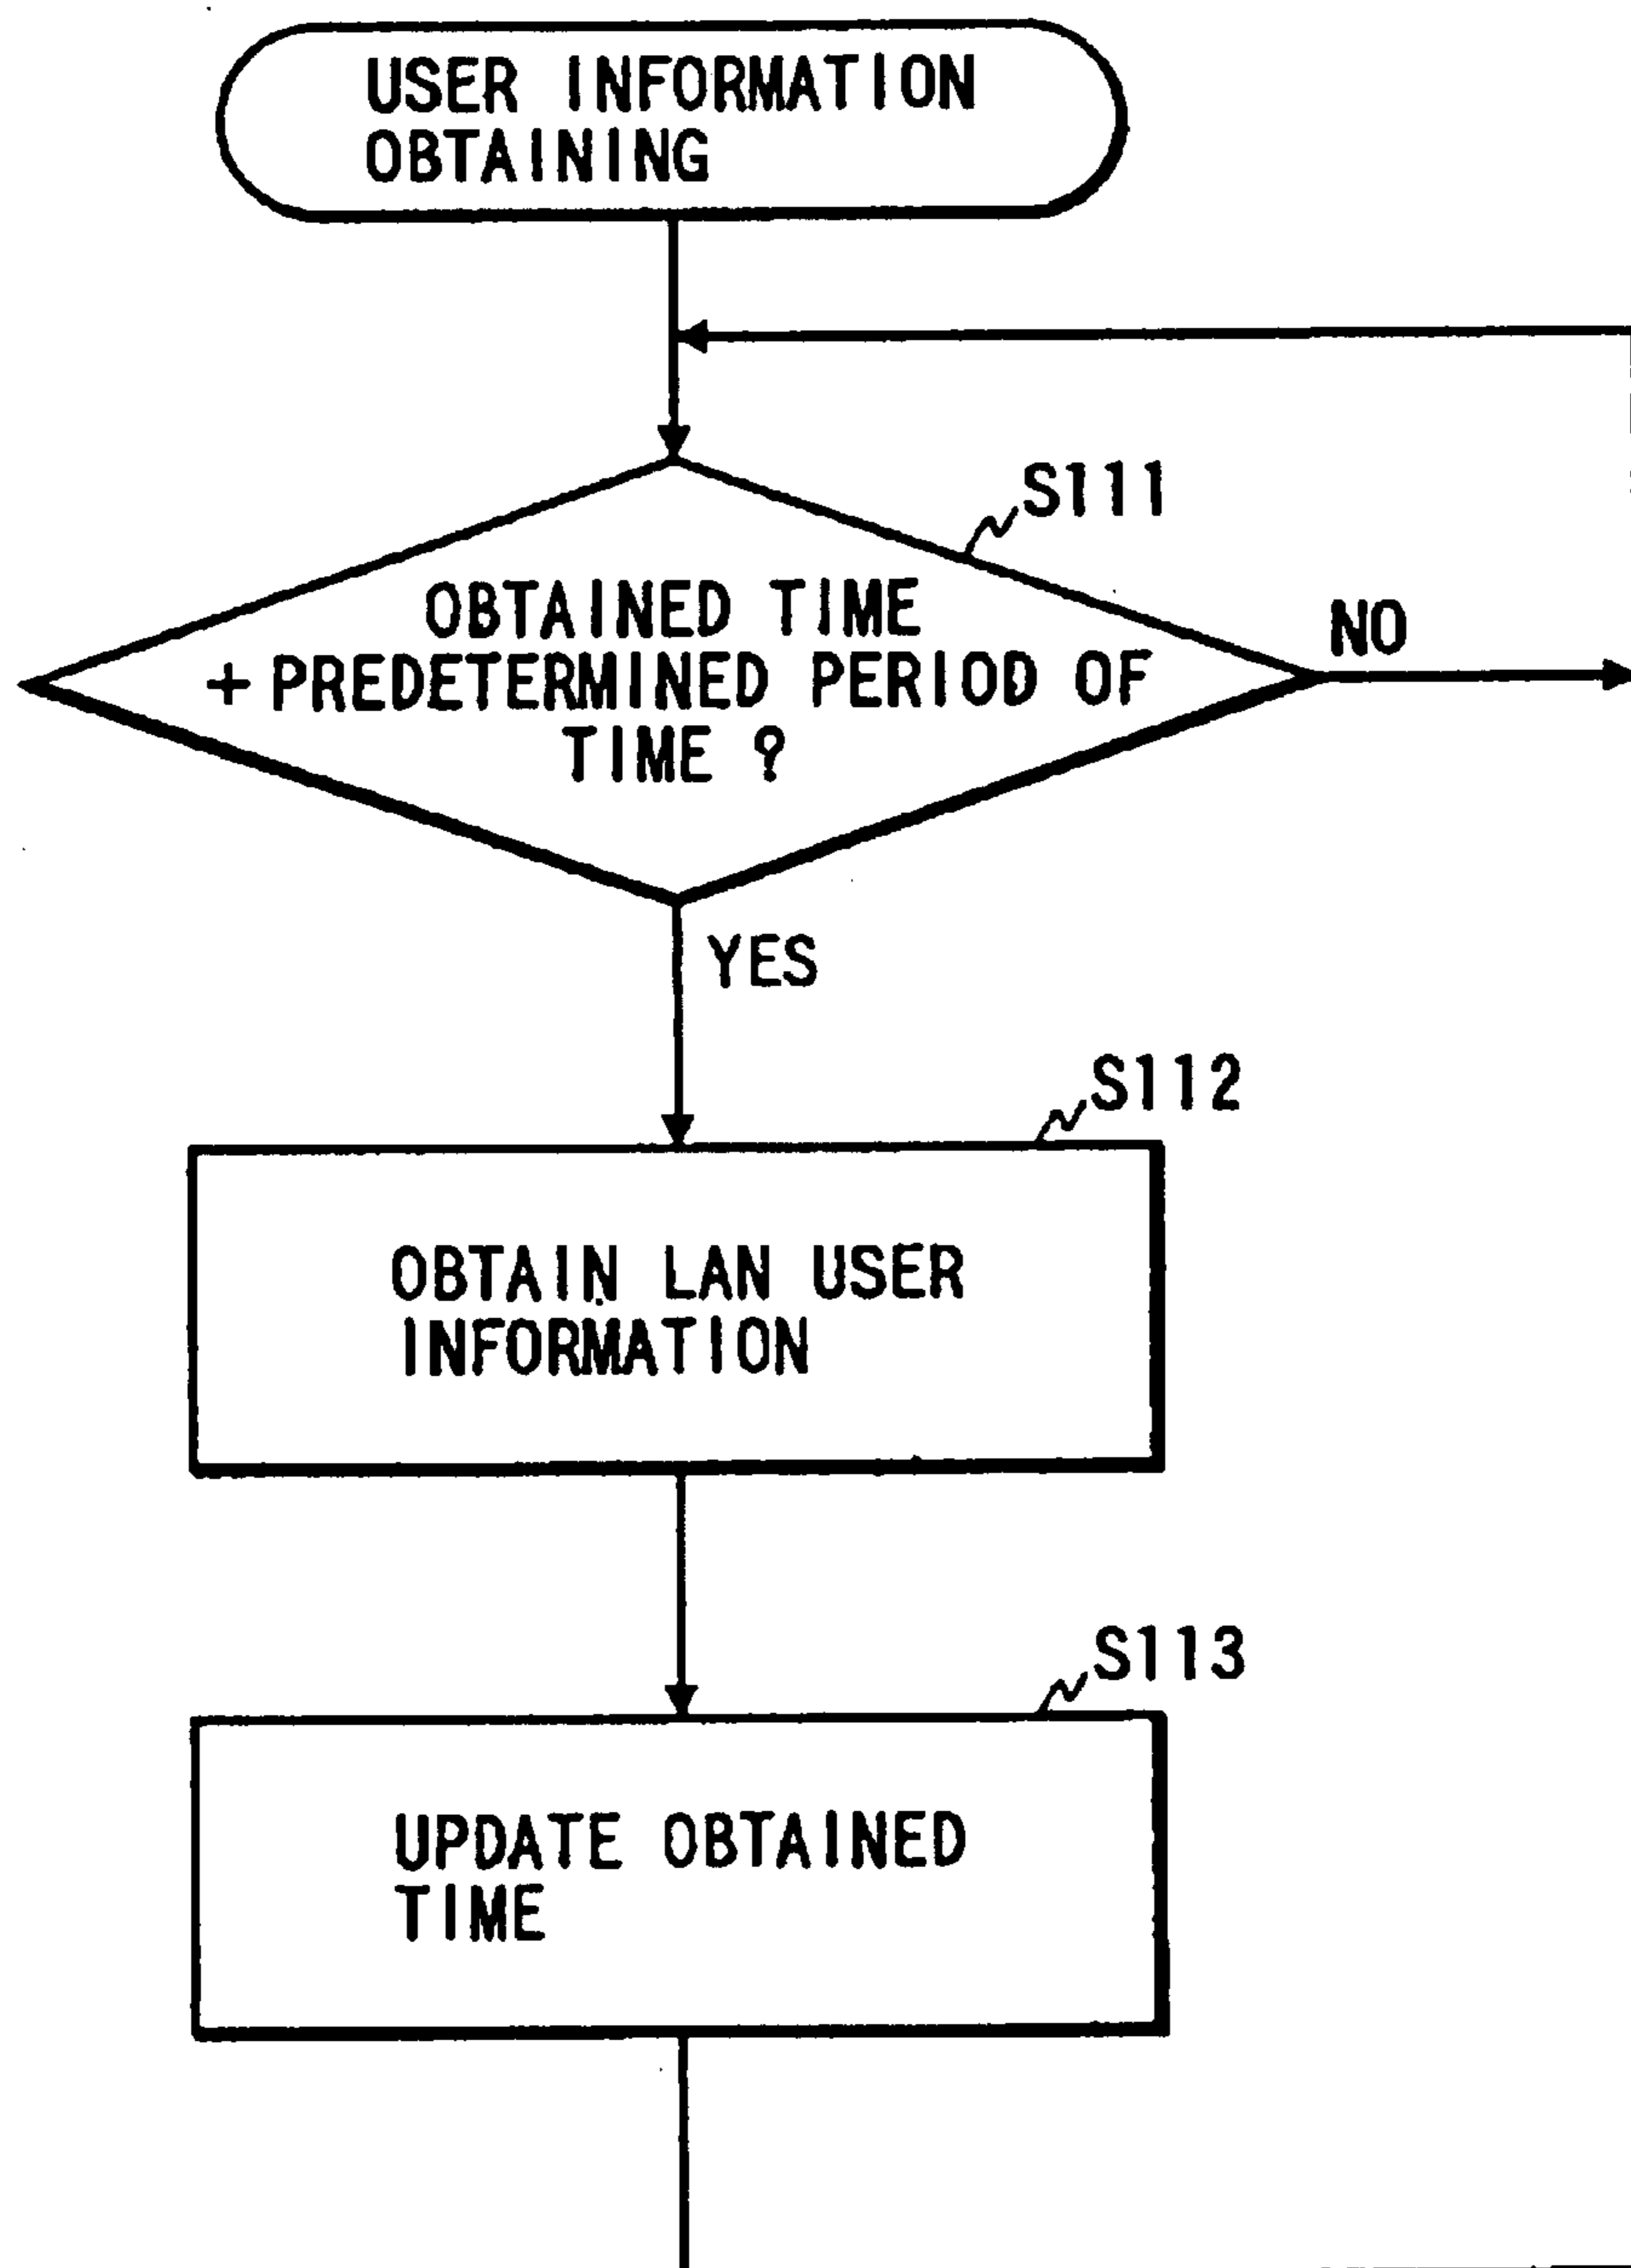 USER INFORMATION
OBTAINING
S111
OBTAINED TIME
+ PREDETERMINED PERIOD OF
TIME ?
NO
YES
S112
OBTAIN LAN USER
INFORMATION
S113
UPDATE OBTAINED
TIME